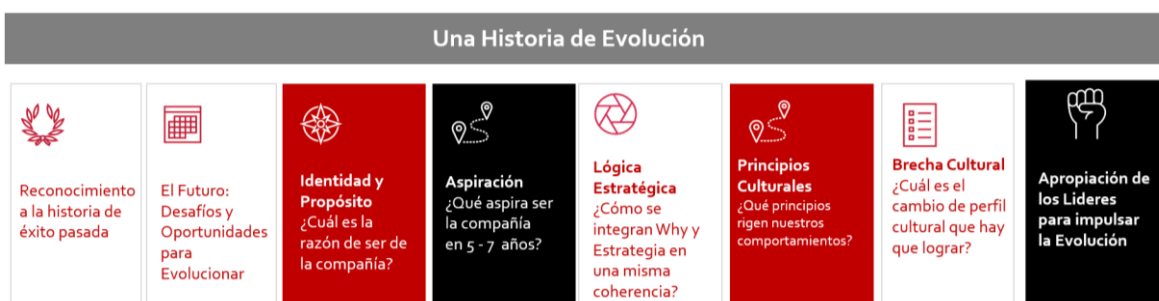 Una Historia de Evolución
Reconocimiento
a la historia de
éxito pasada
El Futuro:
Desafíos y
Oportunidades
para
Evolucionar
Identidad y
Propósito
¿Cuál es la
razón de ser de
la compañía?
Aspiración
¿Qué aspira ser
la compañía
en 5 - 7 años?
Lógica
Estratégica
¿Cómo se
integran Why y
Estrategia en
una misma
coherencia?
Principios
Culturales
¿Qué principios
rigen nuestros
comportamientos?
Brecha Cultural
¿Cuál es el
cambio de perfil
cultural que hay
que lograr?
Apropiación de
los Lideres
para impulsar
la Evolución